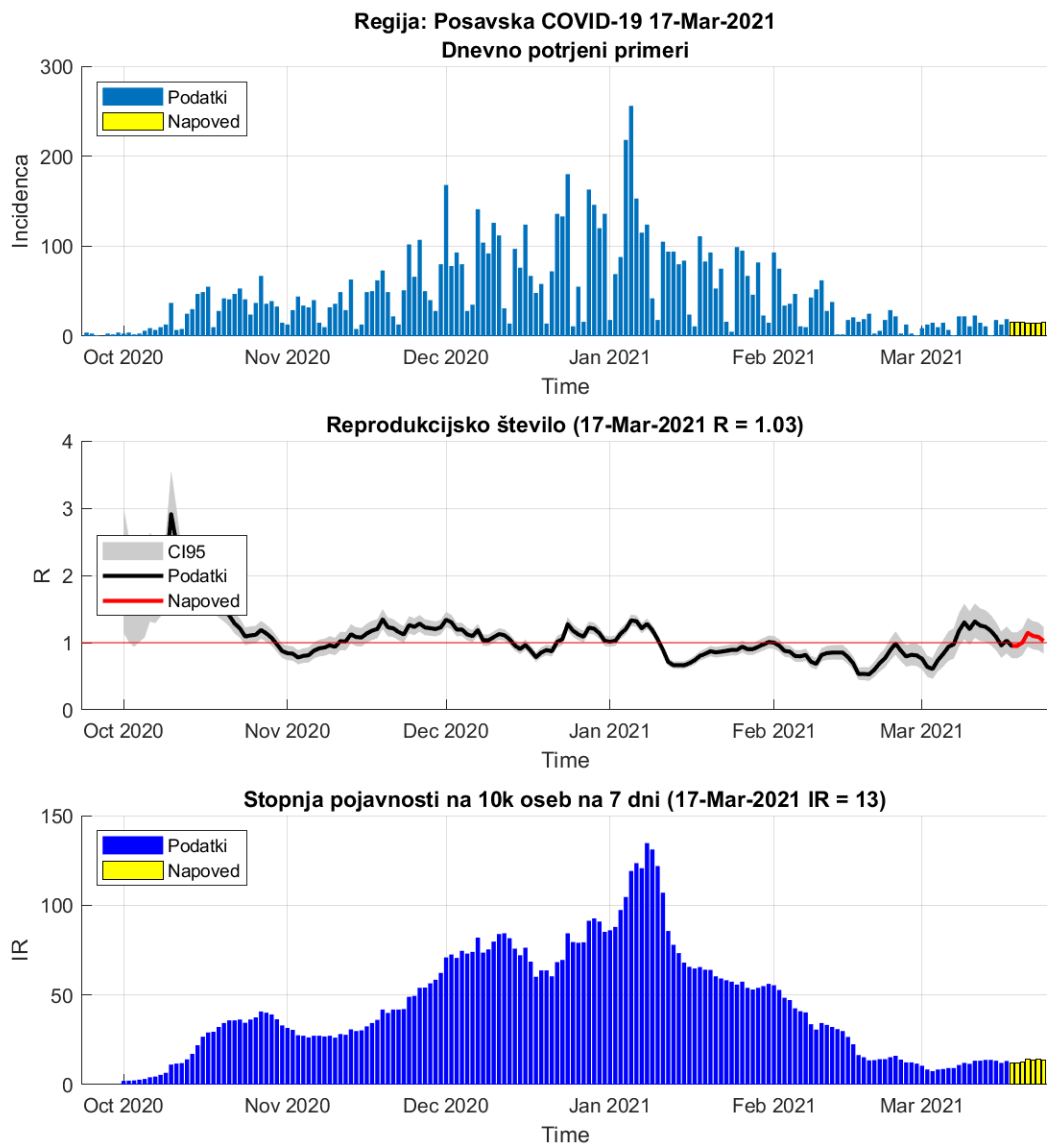 Regija: Posavska COVID-19 17-Mar-2021
Dnevno potrjeni primeri
300
200
100
0
Incidenca
Podatki
Napoved
Oct 2020 Nov 2020 Dec 2020 Jan 2021 Feb 2021 Mar 2021
Time
Reprodukcijsko število (17-Mar-2021 R = 1.03)
4
3
2
1
0
R
CI95
Podatki
Napoved
Oct 2020 Nov 2020 Dec 2020 Jan 2021 Feb 2021 Mar 2021
Time
Stopnja pojavnosti na 10k oseb na 7 dni (17-Mar-2021 IR = 13)
150
100
50
0
IR
Podatki
Napoved
Oct 2020 Nov 2020 Dec 2020 Jan 2021 Feb 2021 Mar 2021
Time